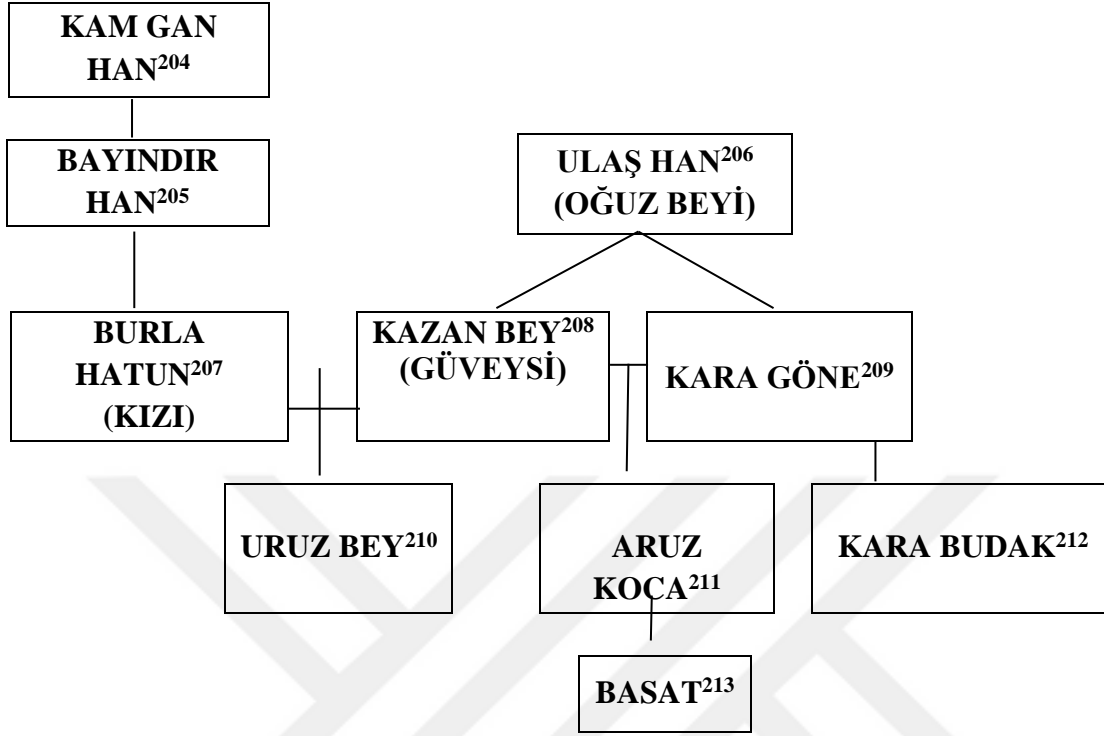 KAM GAN
HAN204
BAYINDIR
HAN205
ULAŞ HAN206
(OĞUZ BEYİ)
BURLA
HATUN207
(KIZI)
KAZAN BEY208
(GÜVEYSİ)
KARA GÖNE209
URUZ BEY210
ARUZ
KOCA211
KARA BUDAK212
BASAT213